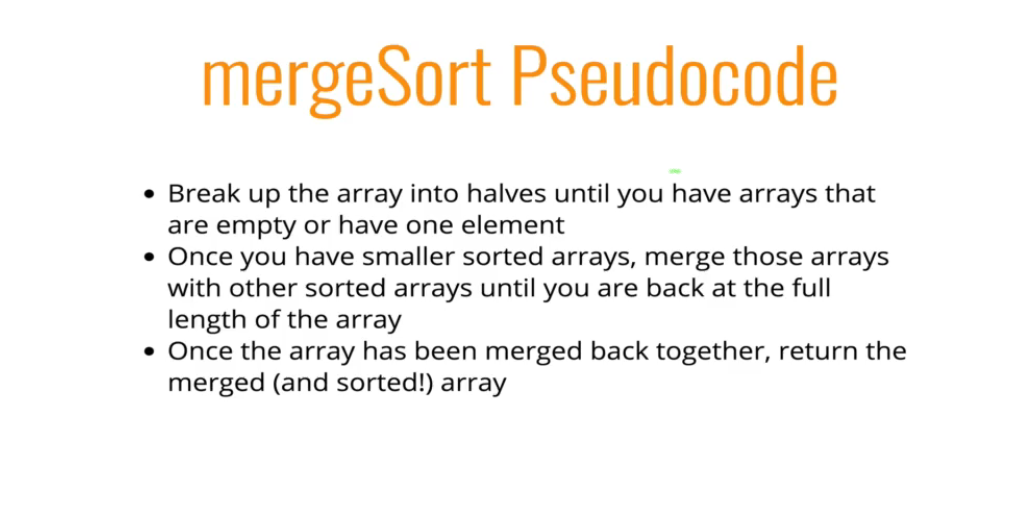 mergeSort Pseudocode
• Break up the array into halves until you have arrays that
are empty or have one element
• Once you have smaller sorted arrays, merge those arrays
with other sorted arrays until you are back at the full
length of the array
• Once the array has been merged back together, return the
merged (and sorted!) array